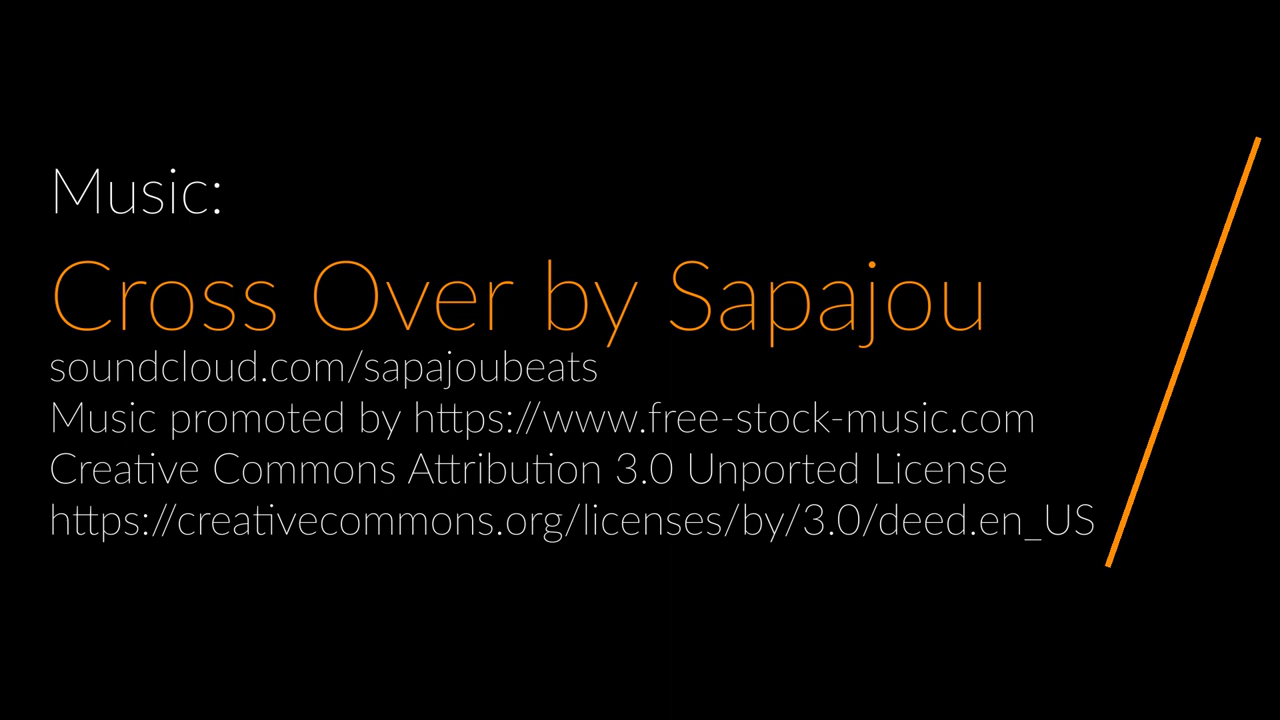 Music:
Cross Over by Sapajou
soundcloud.com/sapajoubeats
Music promoted by https://www.free-stock-music.com
Creative Commons Attribution 3.0 Unported License
https://creativecommons.org/licenses/by/3.0/deed.en_US